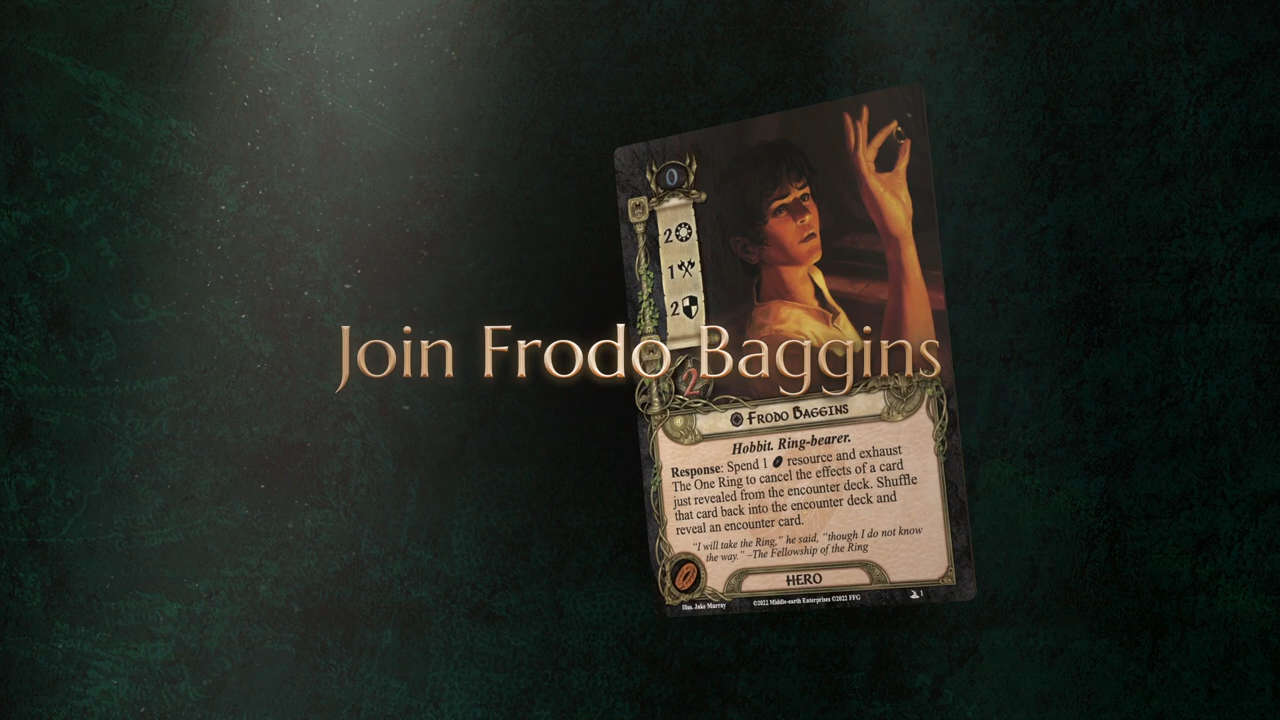 0
2
1
2
Join Frodo Baggins
2
Frodo Baggins
Hobbit. Ring-bearer.
Response: Spend 1 resource and exhaust
The One Ring to cancel the effects of a card
just revealed from the encounter deck. Shuffle
that card back into the encounter deck and
reveal an encounter card.
“I will take the Ring,” he said, “though I do not know
the way.” –The Fellowship of the Ring
HERO
Illus. Jake Murray ©2022 Middle-earth Enterprises ©2022 FFG 1